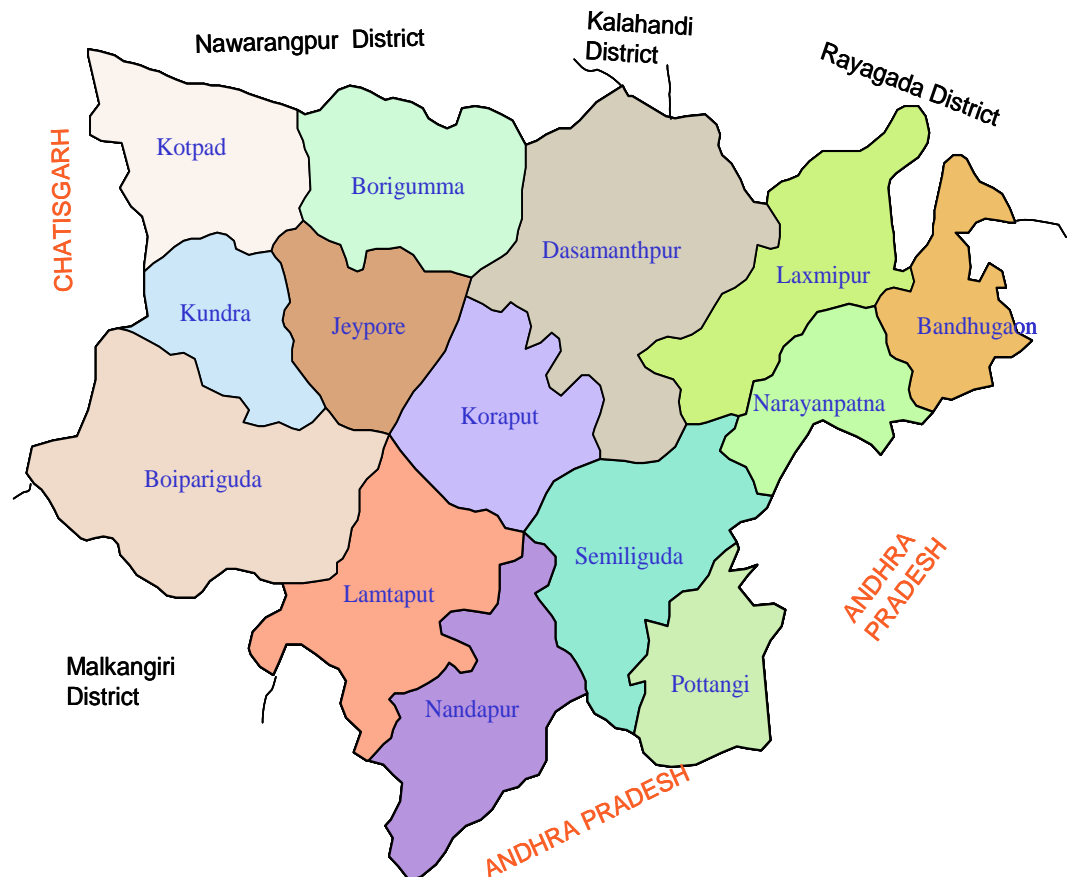 Nawarangpur District
Kalahandi
District
Rayagada District
CHATISGARH
Kotpad
Borigumma
Dasamanthpur
Laxmipur
Kundra
Jeypore
Bandhugaon
Koraput
Narayanpatna
Boipariguda
Semiliguda
ANDHRA
PRADESH
Lamtaput
Malkangiri
District
Pottangi
Nandapur
ANDHRA PRADESH